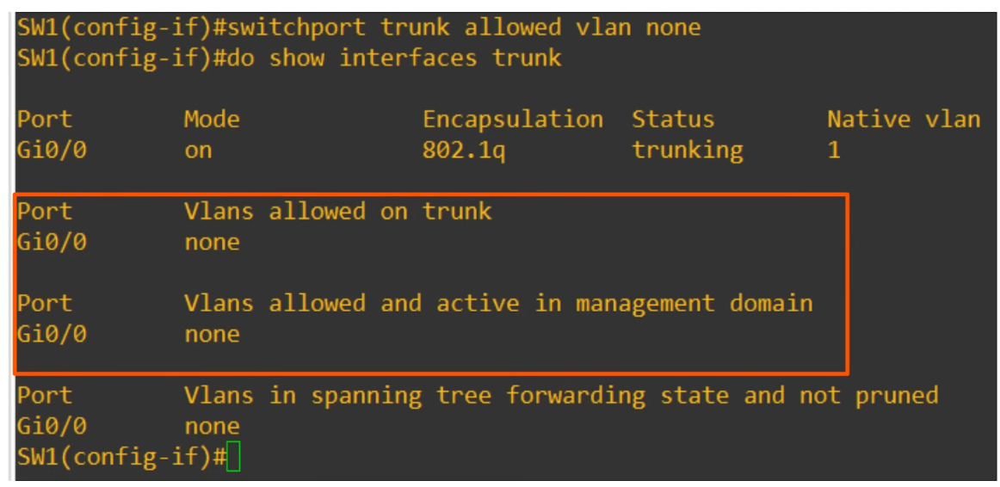 SW1(config-if)#switchport trunk allowed vlan none
SW1(config-if)#do show interfaces trunk
Port Mode Encapsulation Status Native vlan
Gi0/0 on 802.1q trunking 1
Port Vlans allowed on trunk
Gi0/0 none
Port Vlans allowed and active in management domain
Gi0/0 none
Port Vlans in spanning tree forwarding state and not pruned
Gi0/0 none
SW1(config-if)#